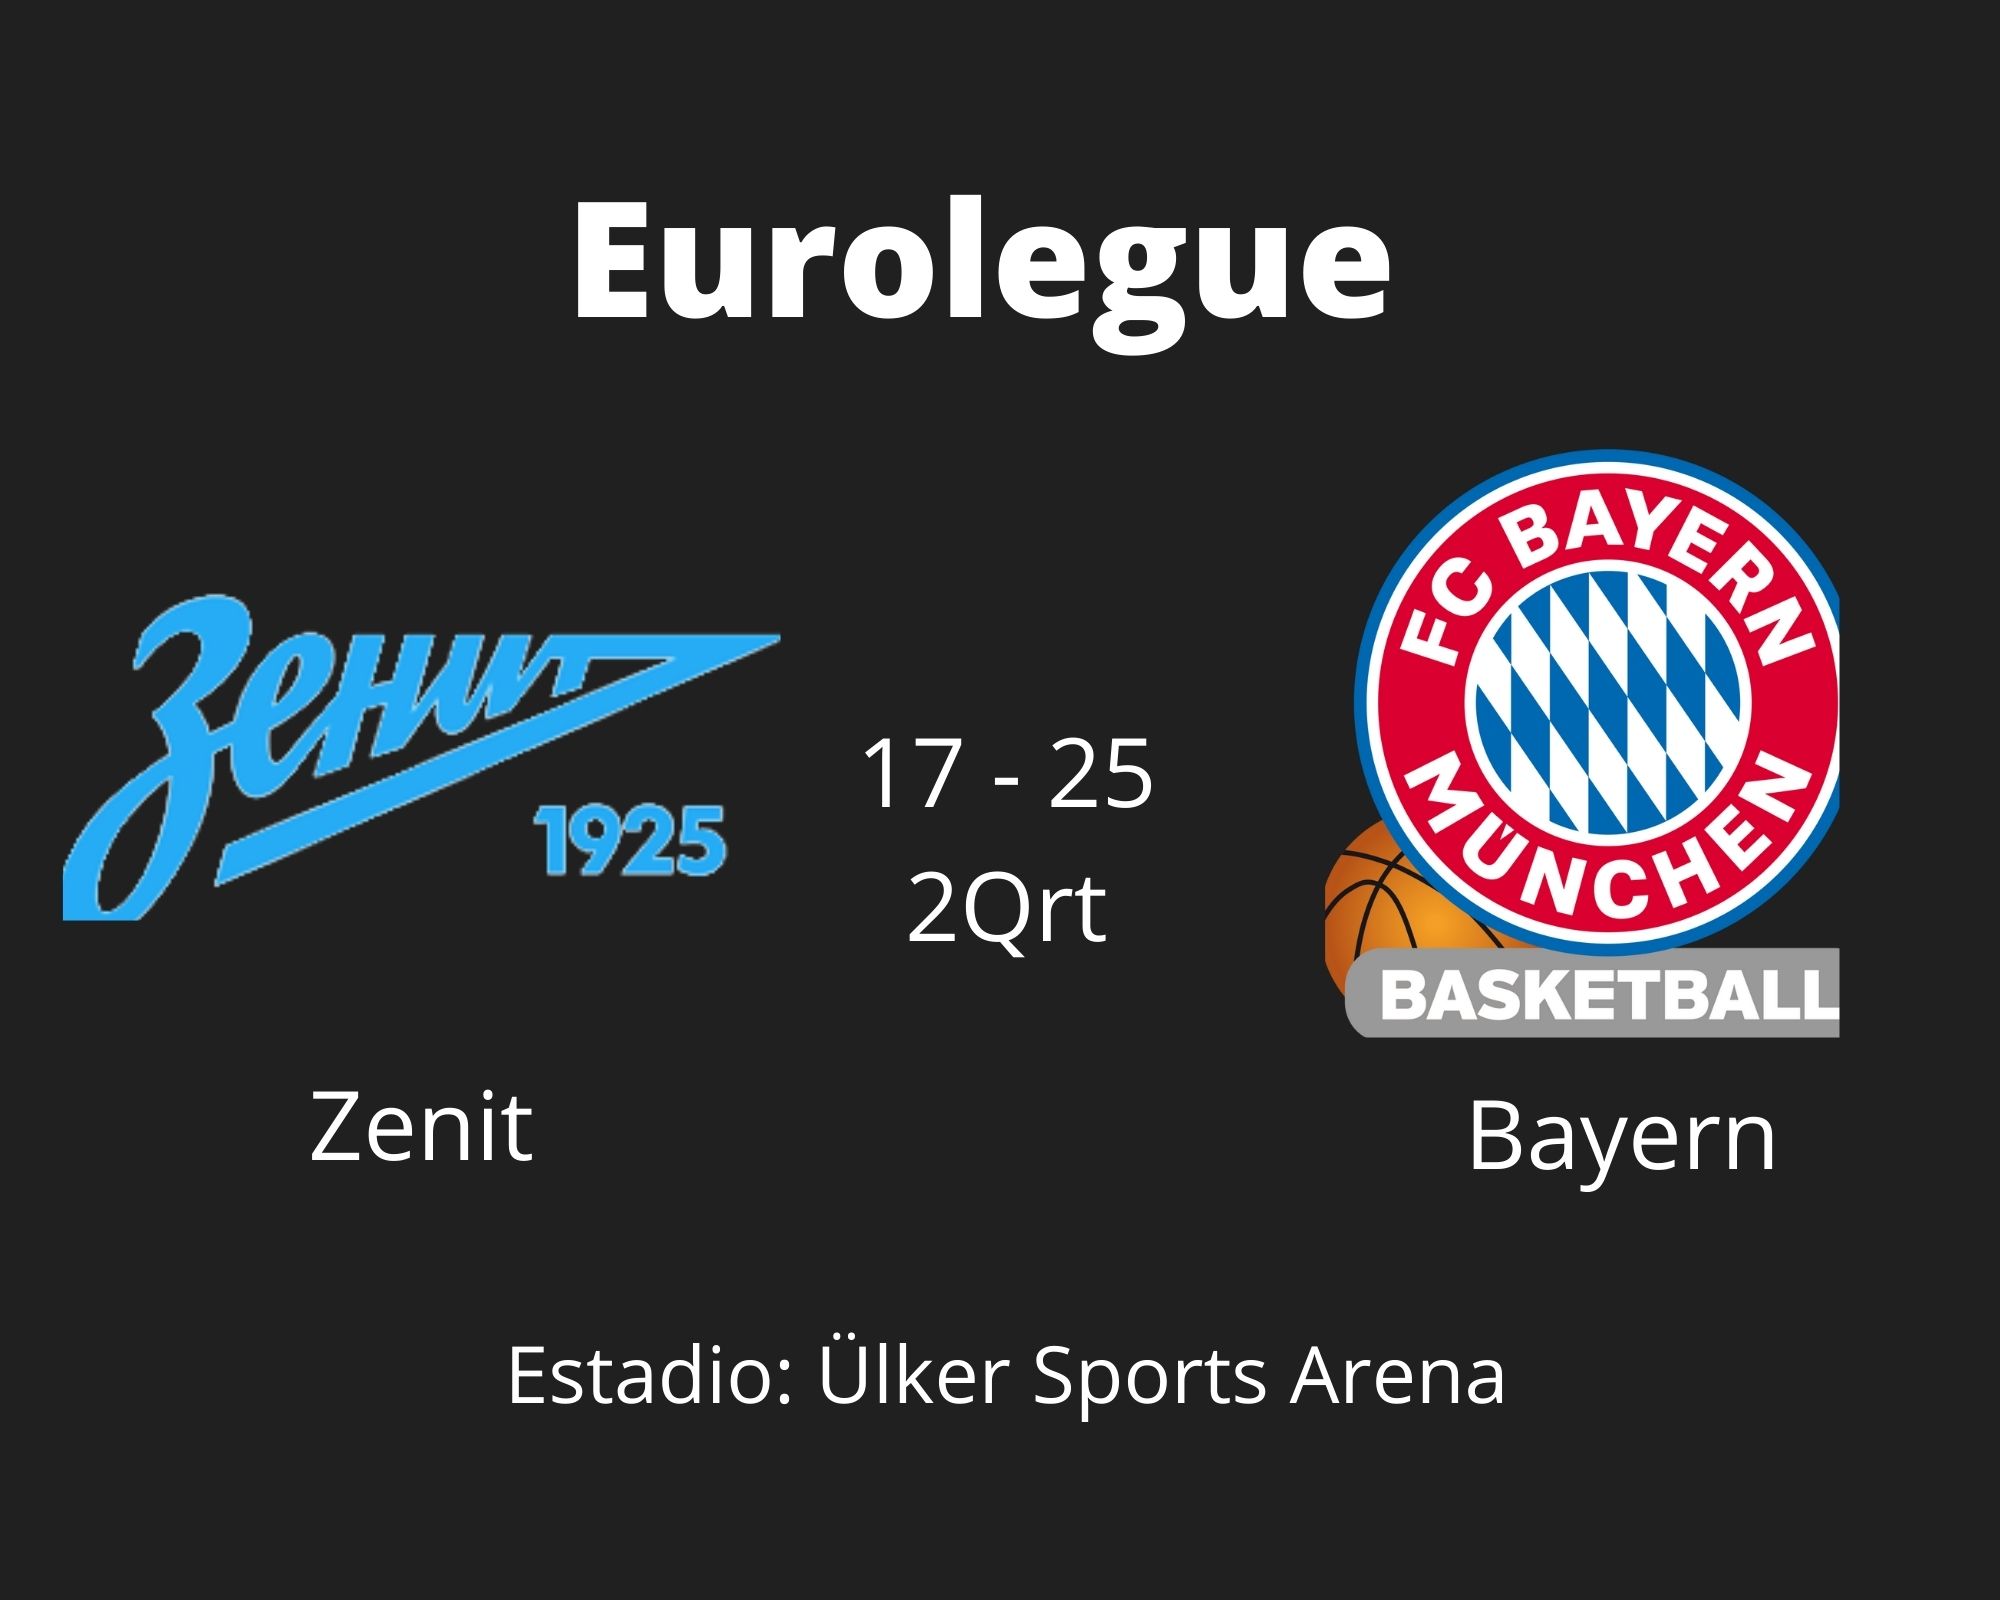 Eurolegue
Зенит
1925
17 - 25
2Qrt
FC BAYERN
MÜNCHEN
BASKETBALL
Zenit
Bayern
Estadio: Ülker Sports Arena